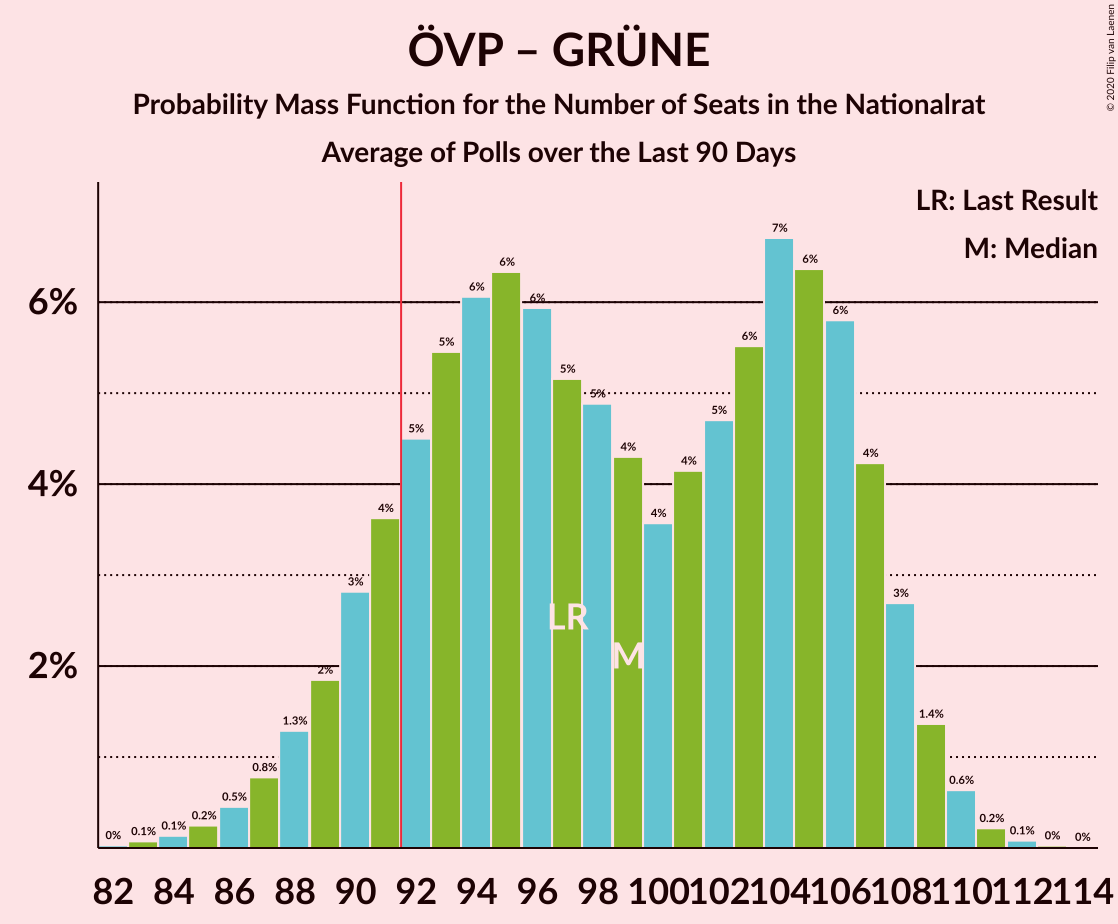 ÖVP – GRÜNE
Probability Mass Function for the Number of Seats in the Nationalrat
Average of Polls over the Last 90 Days
© 2020 Filip van Laenen
LR: Last Result
M: Median
6%
4%
2%
0% 0.1% 0.1% 0.2% 0.5% 0.8% 1.3% 2% 3% 4% 5% 5% 6% 6% 6% 5% 5% 4% 4% 4% 5% 6% 7% 6% 6% 4% 3% 1.4% 0.6% 0.2% 0.1% 0% 0%
LR
M
82 84 86 88 90 92 94 96 98 100 102 104 106 108 110 112 114